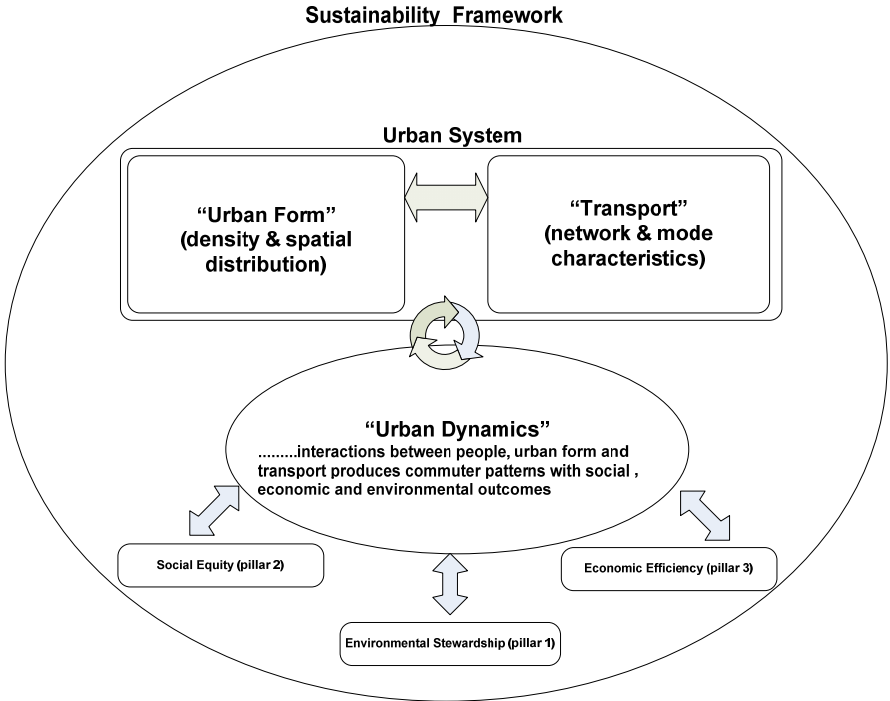 Sustainability Framework
Urban System
“Urban Form”
(density & spatial
distribution)
“Transport”
(network & mode
characteristics)
“Urban Dynamics”
.........interactions between people, urban form and
transport produces commuter patterns with social ,
economic and environmental outcomes
Social Equity (pillar 2)
Economic Efficiency (pillar 3)
Environmental Stewardship (pillar 1)